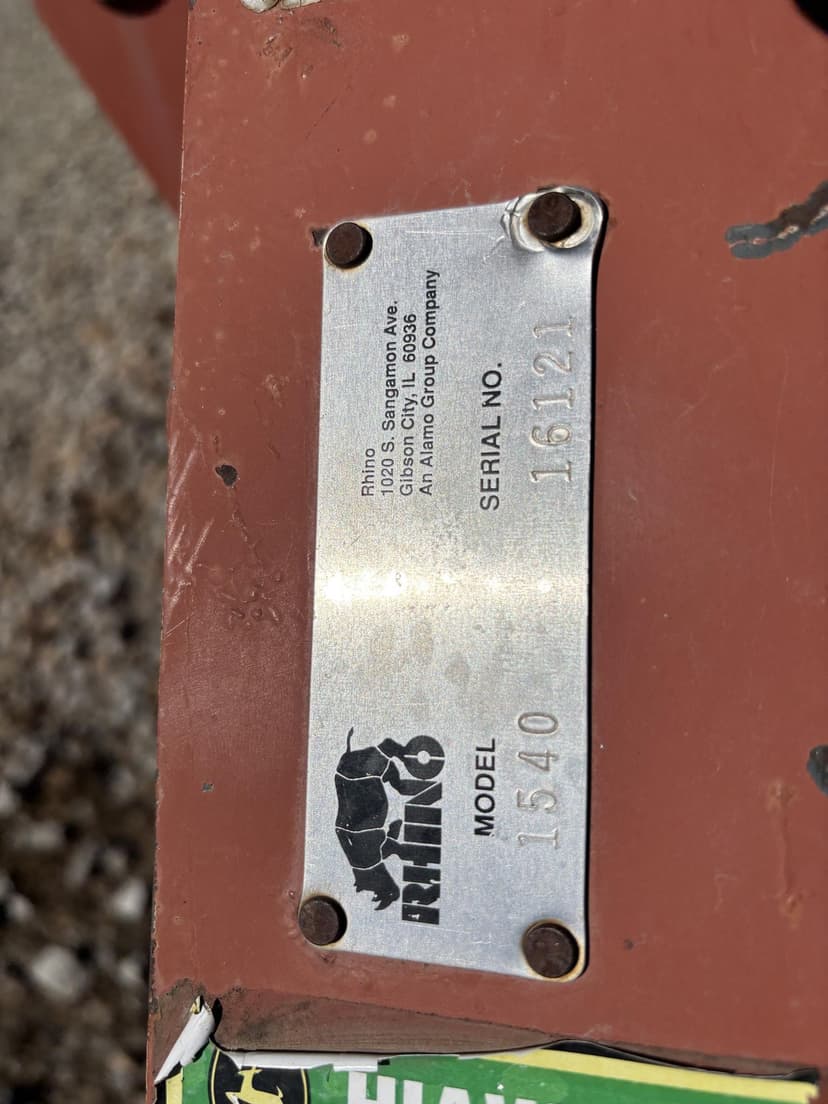 RHINO
Rhino
1020 S. Sangamon Ave.
Gibson City, IL 60936
An Alamo Group Company
MODEL
1540
SERIAL NO.
16121